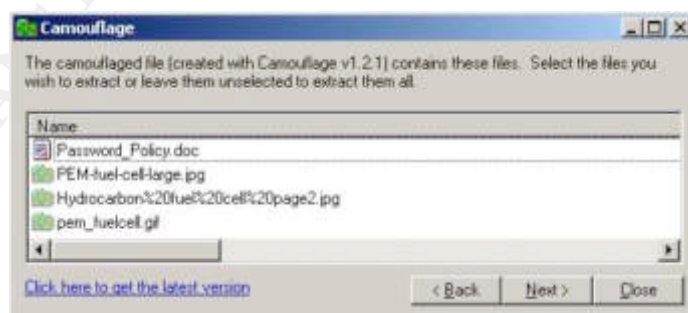 Camouflage
The camouflaged file (created with Camouflage v1.2.1) contains these files. Select the files you
wish to extract or leave them unselected to extract them all.
Name
Password_Policy.doc
PEM-fuel-cell-large.jpg
Hydrocarbon%20fuel%20cell%20page2.jpg
pem_fuelcell.gif
Click here to get the latest version
< Back
Next >
Close